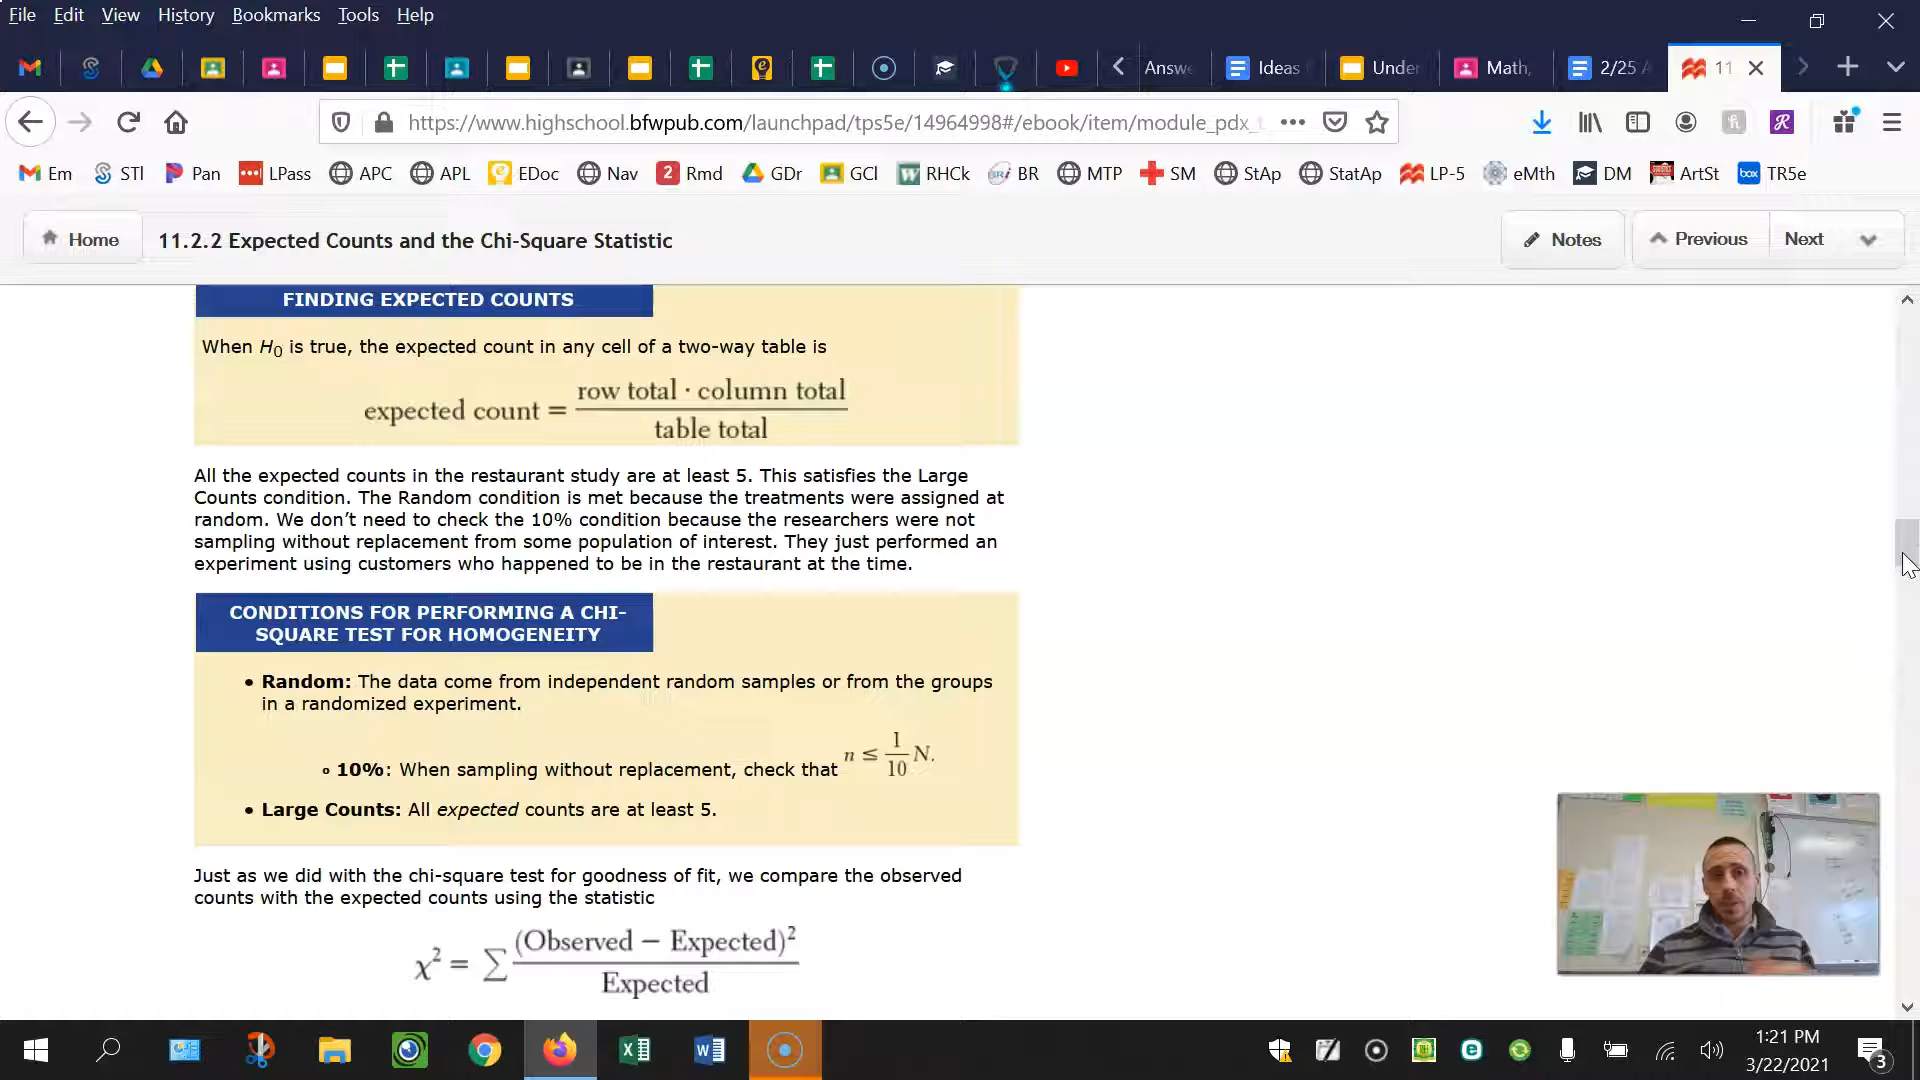 File Edit View History Bookmarks Tools Help
Answe Ideas Under Math, 2/25 A 11
https://www.highschool.bfwpub.com/launchpad/tps5e/14964998#/ebook/item/module_pdx_t
Em STl Pan LPass APC APL EDoc Nav 2 Rmd GDr GCl RHCk BR MTP SM StAp StatAp LP-5 eMth DM ArtSt box TR5e
Home 11.2.2 Expected Counts and the Chi-Square Statistic Notes Previous Next
FINDING EXPECTED COUNTS
When H₀ is true, the expected count in any cell of a two-way table is
expected count = row total · column total
table total
All the expected counts in the restaurant study are at least 5. This satisfies the Large
Counts condition. The Random condition is met because the treatments were assigned at
random. We don’t need to check the 10% condition because the researchers were not
sampling without replacement from some population of interest. They just performed an
experiment using customers who happened to be in the restaurant at the time.
CONDITIONS FOR PERFORMING A CHI-
SQUARE TEST FOR HOMOGENEITY
• Random: The data come from independent random samples or from the groups
in a randomized experiment.
◦ 10%: When sampling without replacement, check that n ≤ 1/10 N.
• Large Counts: All expected counts are at least 5.
Just as we did with the chi-square test for goodness of fit, we compare the observed
counts with the expected counts using the statistic
χ² = ∑ (Observed − Expected)²
Expected
1:21 PM
3/22/2021
3